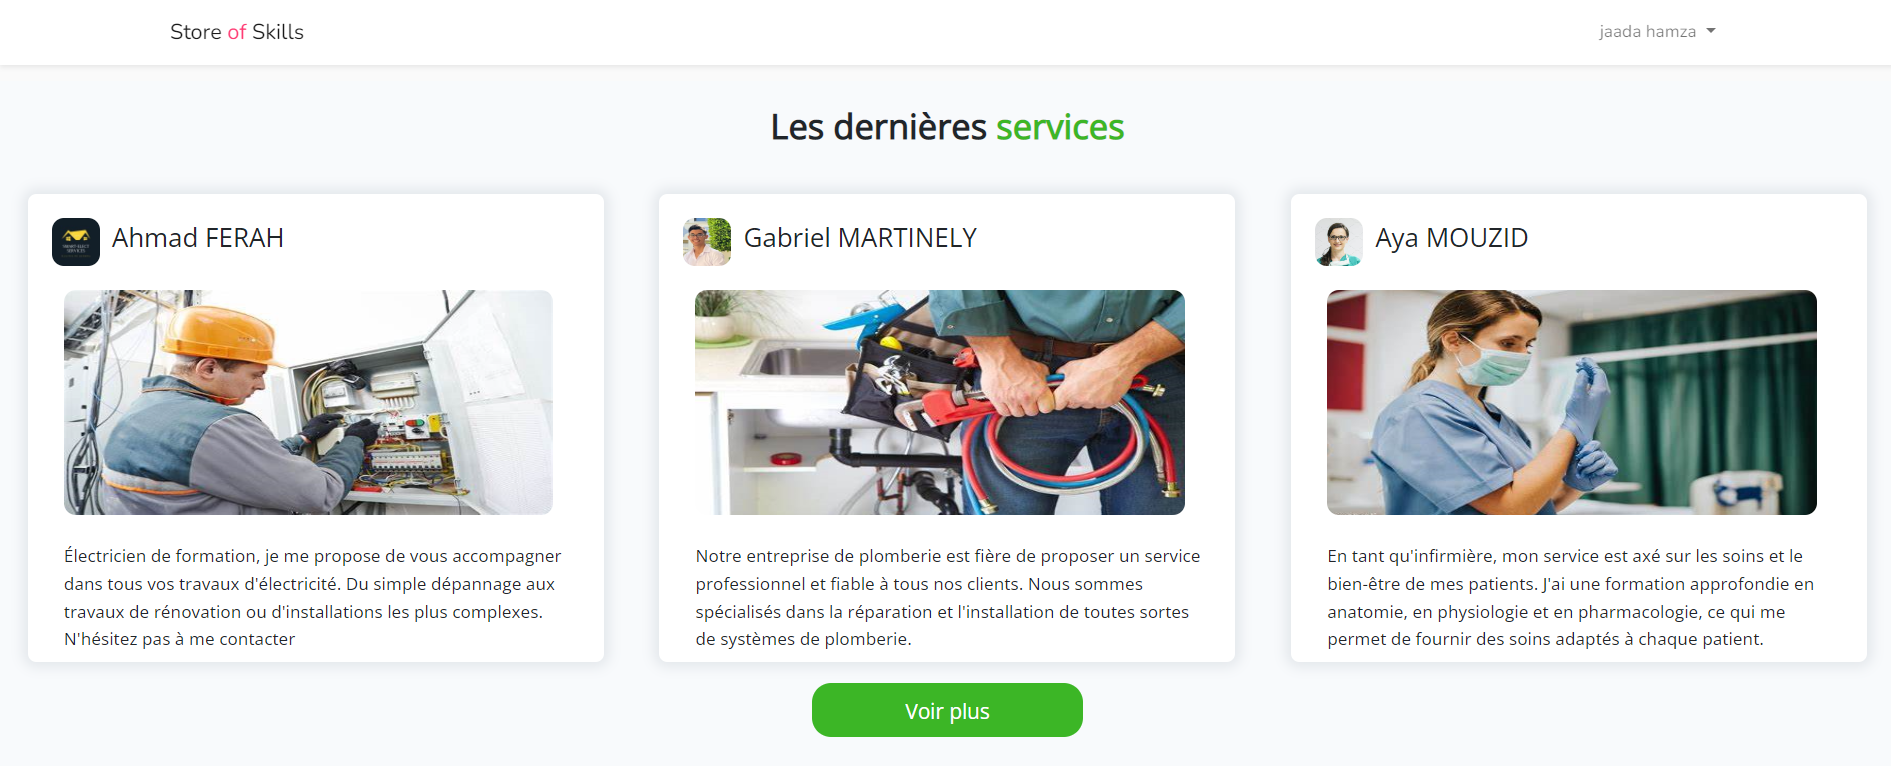 Store of Skills
jaada hamza
Les dernières services
Ahmad FERAH
Électricien de formation, je me propose de vous accompagner
dans tous vos travaux d'électricité. Du simple dépannage aux
travaux de rénovation ou d'installations les plus complexes.
N'hésitez pas à me contacter
Gabriel MARTINELY
Notre entreprise de plomberie est fière de proposer un service
professionnel et fiable à tous nos clients. Nous sommes
spécialisés dans la réparation et l'installation de toutes sortes
de systèmes de plomberie.
Aya MOUZID
En tant qu'infirmière, mon service est axé sur les soins et le
bien-être de mes patients. J'ai une formation approfondie en
anatomie, en physiologie et en pharmacologie, ce qui me
permet de fournir des soins adaptés à chaque patient.
Voir plus